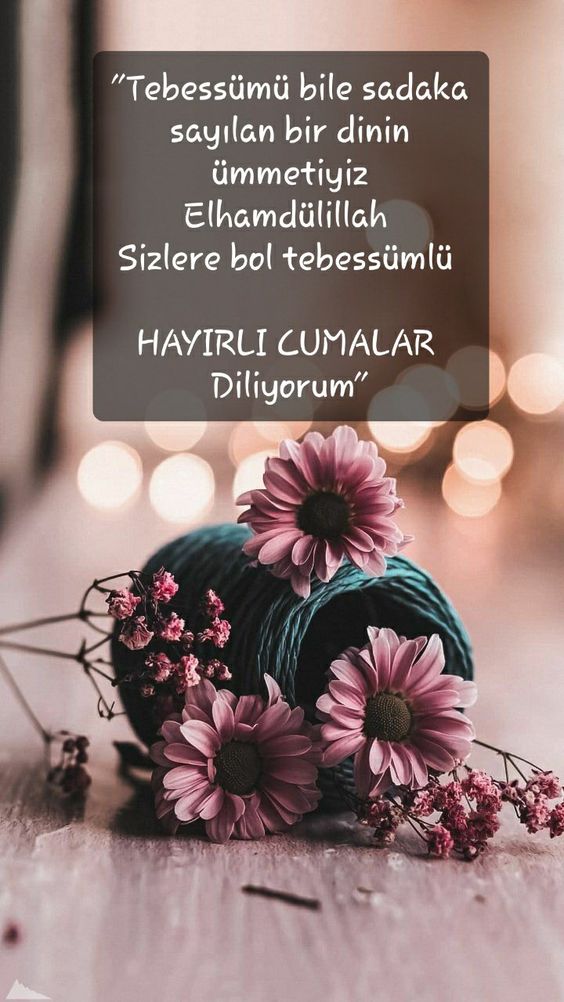 "Tebessümü bile sadaka
sayılan bir dinin
ümmetiyiz
Elhamdülillah
Sizlere bol tebessümlü
HAYIRLI CUMALAR
Diliyorum"